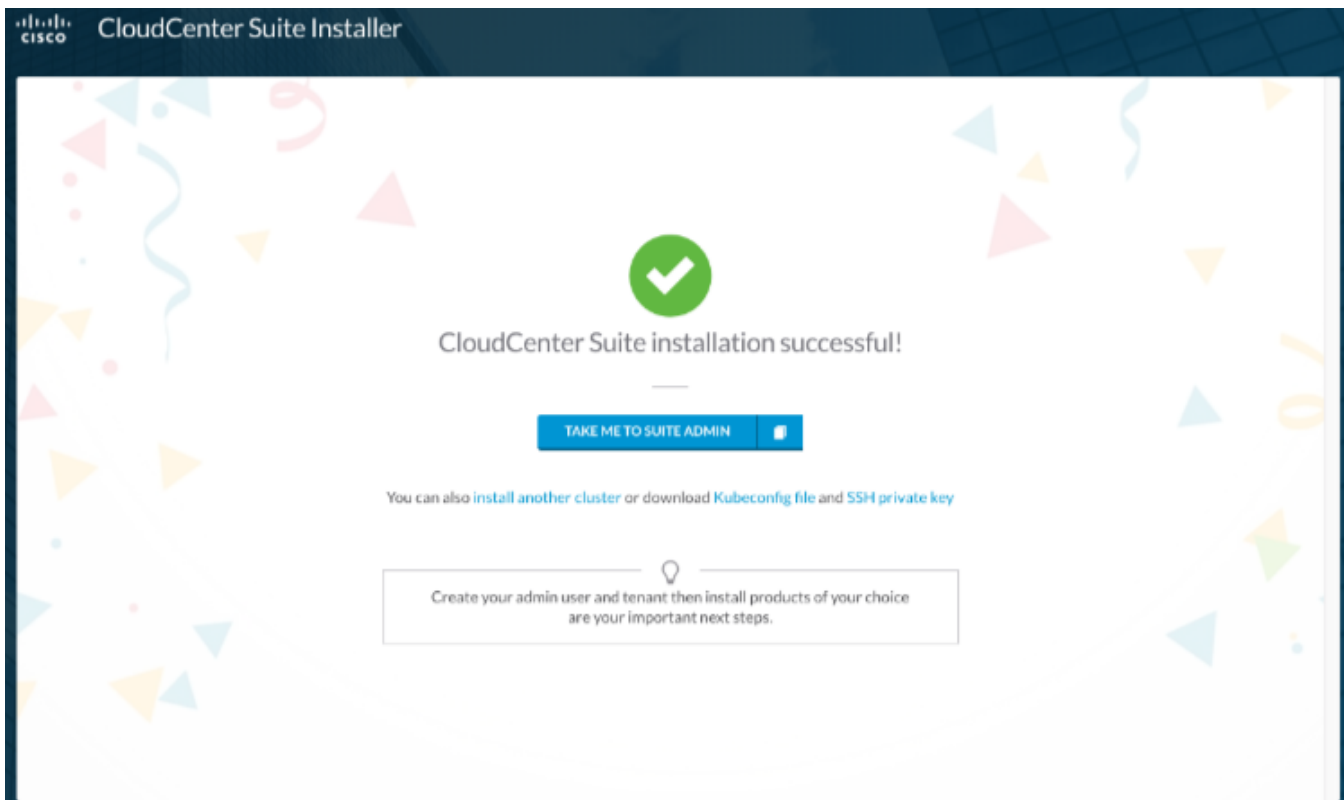 cisco
CloudCenter Suite Installer
CloudCenter Suite installation successful!
TAKE ME TO SUITE ADMIN
You can also install another cluster or download Kubeconfig file and SSH private key
Create your admin user and tenant then install products of your choice
are your important next steps.